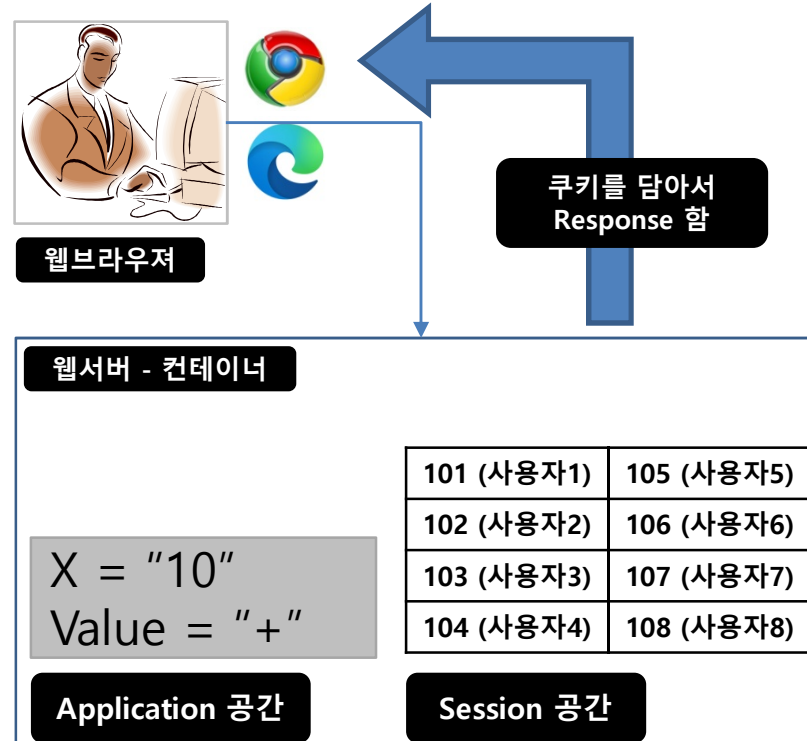 쿠키를 담아서
Response 함
웹브라우져
웹서버 - 컨테이너
101 (사용자1) 105 (사용자5)
102 (사용자2) 106 (사용자6)
103 (사용자3) 107 (사용자7)
104 (사용자4) 108 (사용자8)
X = "10"
Value = "+"
Application 공간
Session 공간